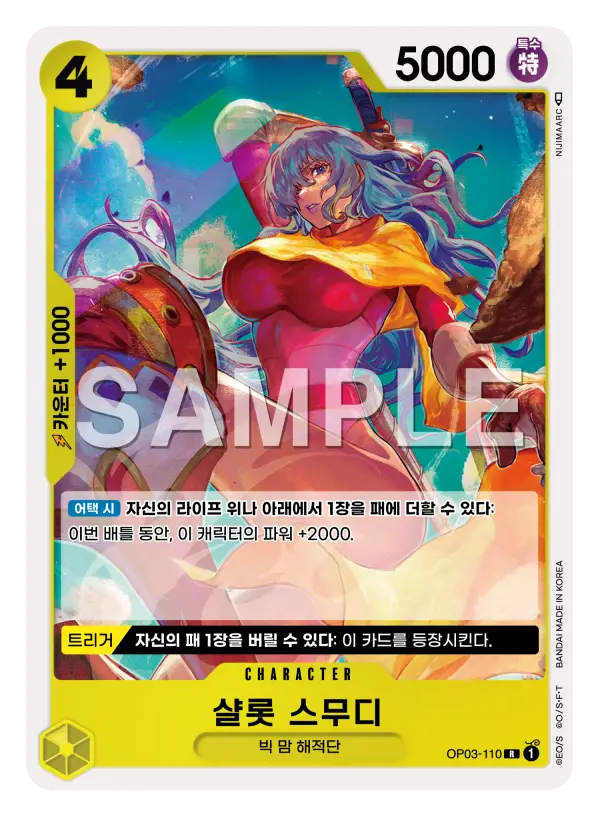 4
5000
특수
特
NIJIMAARC
카운터 +1000
SAMPLE
어택 시 자신의 라이프 위나 아래에서 1장을 패에 더할 수 있다:
이번 배틀 동안, 이 캐릭터의 파워 +2000.
트리거 자신의 패 1장을 버릴 수 있다: 이 카드를 등장시킨다.
CHARACTER
샬롯 스무디
빅 맘 해적단
OP03-110 R 1
©EO/S ©O/S·F·T BANDAI MADE IN KOREA